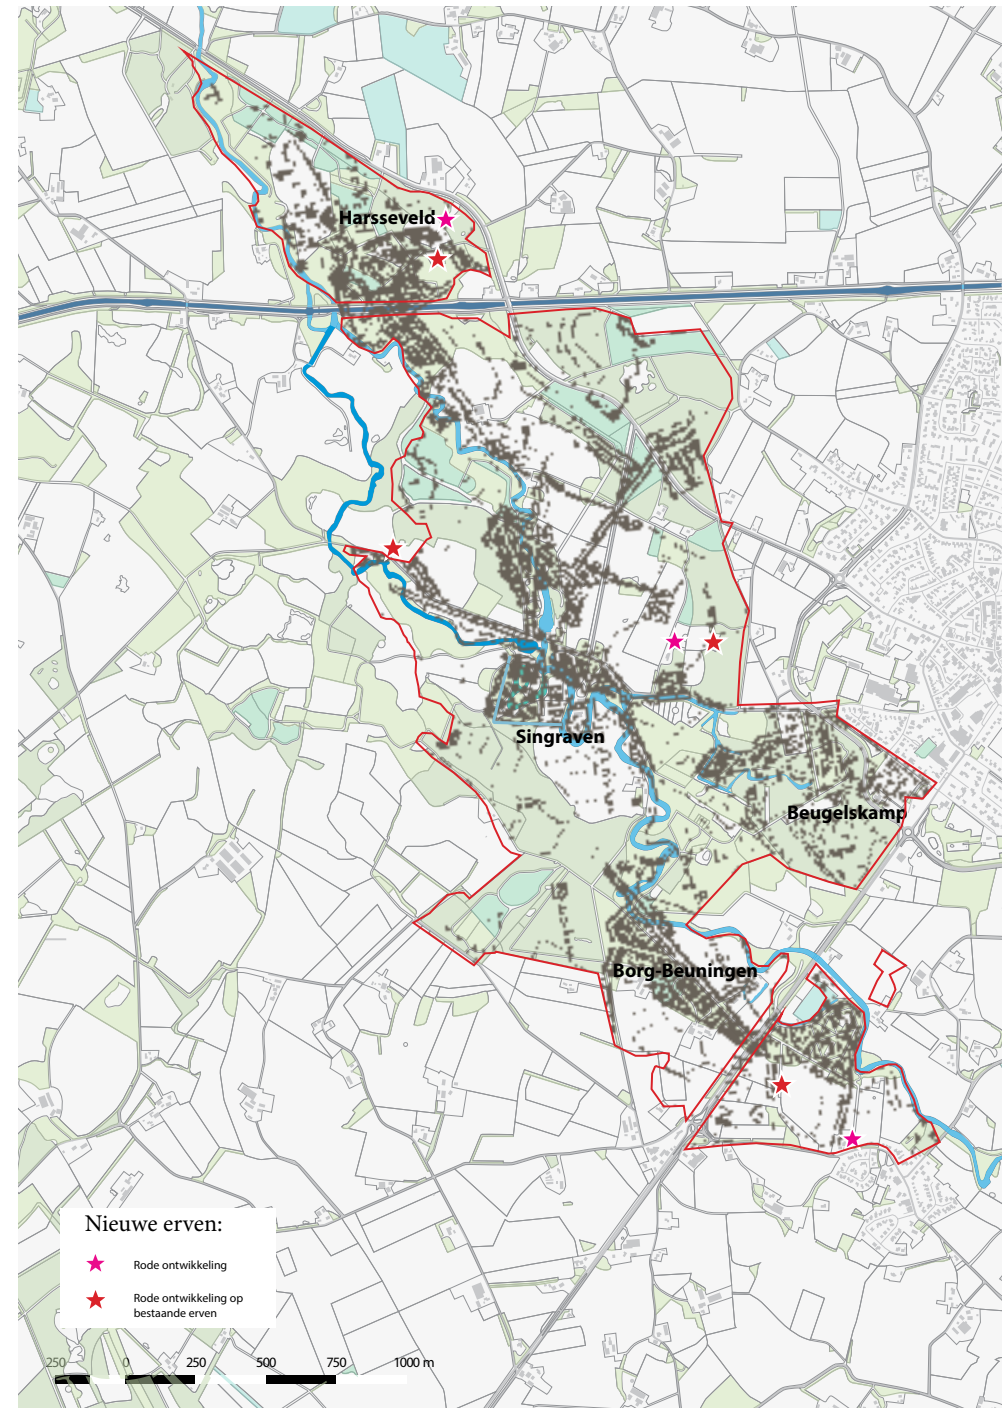 Harsseveld
Singraven
Beugelskamp
Borg-Beuningen
Nieuwe erven:
Rode ontwikkeling
Rode ontwikkeling op
bestaande erven
250 0 250 500 750 1000 m